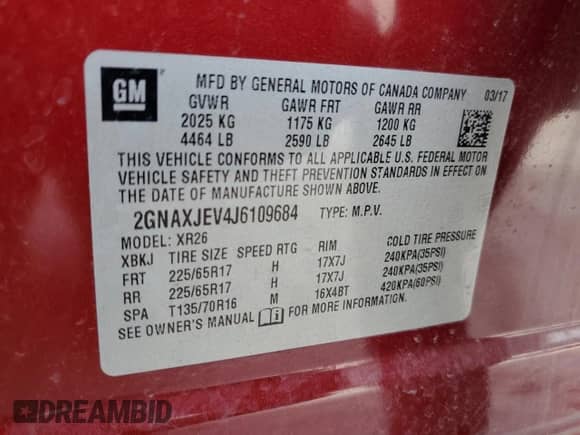 GM
MFD BY GENERAL MOTORS OF CANADA COMPANY 03/17
GVWR GAWR FRT GAWR RR
2025 KG 1175 KG 1200 KG
4464 LB 2590 LB 2645 LB
THIS VEHICLE CONFORMS TO ALL APPLICABLE U.S. FEDERAL MOTOR
VEHICLE SAFETY AND THEFT PREVENTION STANDARDS IN EFFECT ON
THE DATE OF MANUFACTURE SHOWN ABOVE.
2GNAXJEV4J6109684 TYPE: M.P.V.
MODEL: XR26
XBKJ TIRE SIZE SPEED RTG RIM COLD TIRE PRESSURE
FRT 225/65R17 H 17X7J 240KPA(35PSI)
RR 225/65R17 H 17X7J 240KPA(35PSI)
SPA T135/70R16 M 16X4BT 420KPA(60PSI)
SEE OWNER'S MANUAL FOR MORE INFORMATION.
DREAMBID